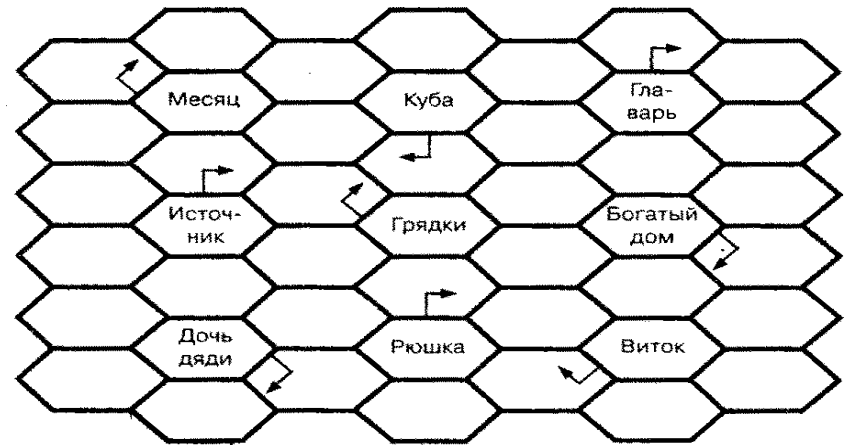 Месяц
Куба
Гла-
варь
Источ-
ник
Грядки
Богатый
дом
Дочь
дяди
Рюшка
Виток